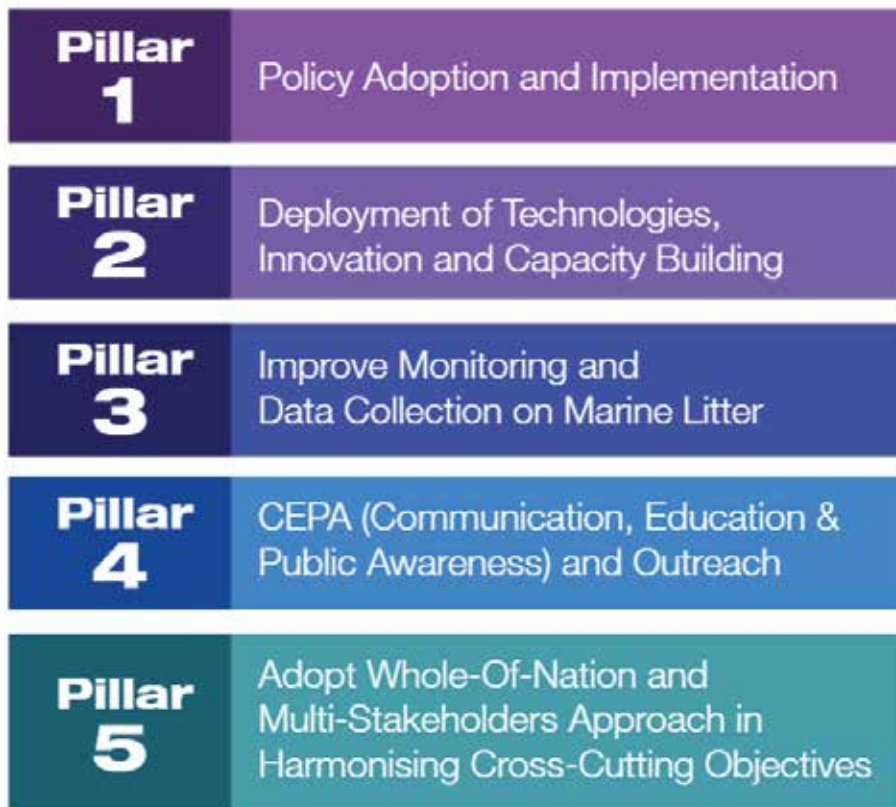 Pillar
1
Policy Adoption and Implementation
Pillar
2
Deployment of Technologies,
Innovation and Capacity Building
Pillar
3
Improve Monitoring and
Data Collection on Marine Litter
Pillar
4
CEPA (Communication, Education &
Public Awareness) and Outreach
Pillar
5
Adopt Whole-Of-Nation and
Multi-Stakeholders Approach in
Harmonising Cross-Cutting Objectives